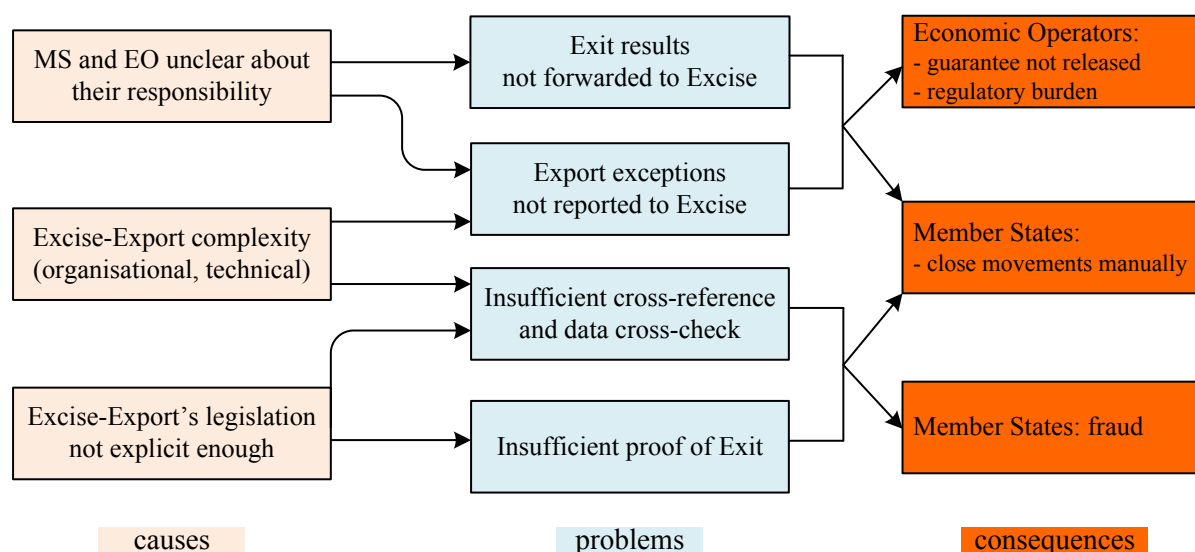 MS and EO unclear about
their responsibility
Excise-Export complexity
(organisational, technical)
Excise-Export’s legislation
not explicit enough
causes
Exit results
not forwarded to Excise
Export exceptions
not reported to Excise
Insufficient cross-reference
and data cross-check
Insufficient proof of Exit
problems
Economic Operators:
- guarantee not released
- regulatory burden
Member States:
- close movements manually
Member States: fraud
consequences